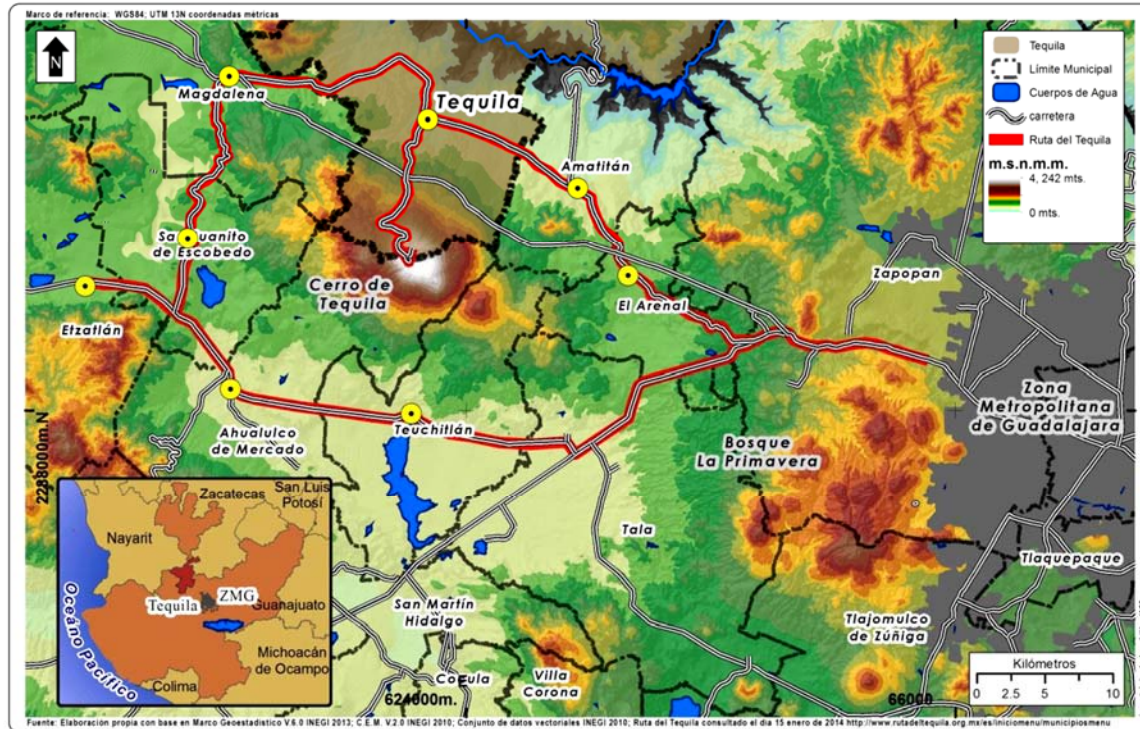 Marco de referencia: WGS84; UTM 13N coordenadas métricas
N
Tequila
Límite Municipal
Cuerpos de Agua
carretera
Ruta del Tequila
m.s.n.m.m.
4, 242 mts.
0 mts.
Magdalena
Tequila
Amatitán
Sa uanito
de Escobedo
Cerro de
Tequila
El Arenal
Zapopan
Etzatlán
Zona
Metropolitana
de Guadalajara
Ahualulco
de Mercado
Teuchitlán
Bosque
La Primavera
2288000m.N
Tala
Tlaquepaque
San Martín
Hidalgo
Tlajomulco
de Zúñiga
Cocula
Villa
Corona
624000m.
66000
Kilómetros
0 2.5 5 10
Zacatecas
San Luis
Potosí
Nayarit
Tequila
ZMG
Guanajuato
Océano Pacífico
Michoacán
de Ocampo
Colima
Fuente: Elaboración propia con base en Marco Geoestadístico V.6.0 INEGI 2013; C.E.M. V.2.0 INEGI 2010; Conjunto de datos vectoriales INEGI 2010; Ruta del Tequila consultado el dia 15 enero de 2014 http://www.rutadeltequila.org.mx/es/iniciomenu/municipiosmenu